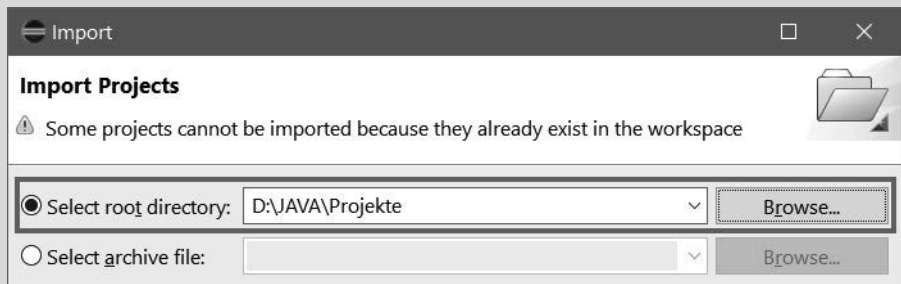 Import
Import Projects
Some projects cannot be imported because they already exist in the workspace
Select root directory: D:\JAVA\Projekte Browse...
Select archive file: Browse...